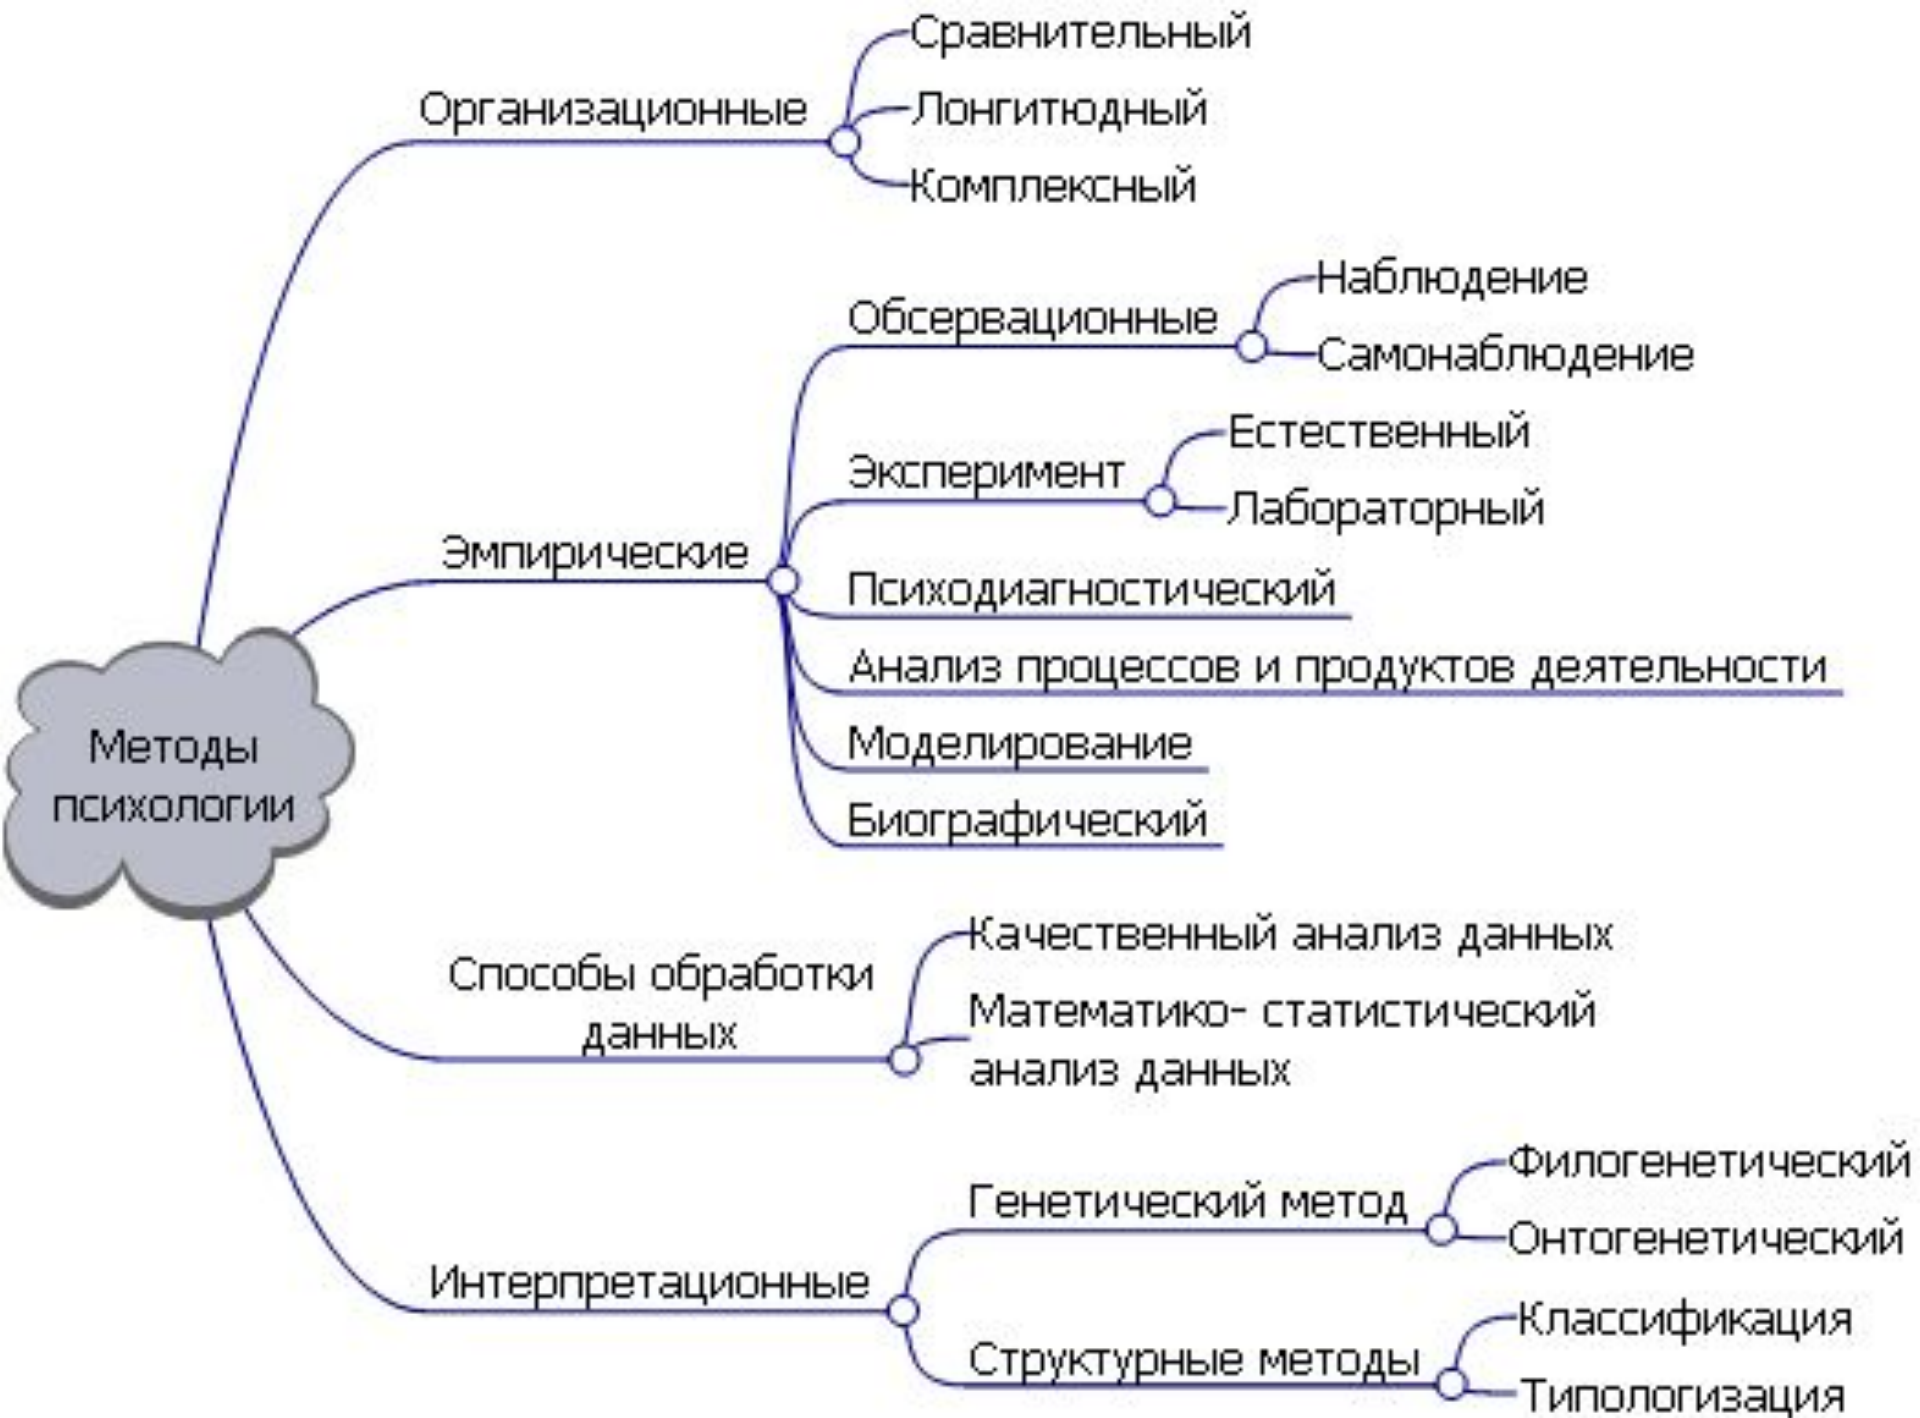 Методы
психологии
Организационные
Сравнительный
Лонгитюдный
Комплексный
Эмпирические
Обсервационные
Наблюдение
Самонаблюдение
Эксперимент
Естественный
Лабораторный
Психодиагностический
Анализ процессов и продуктов деятельности
Моделирование
Биографический
Способы обработки
данных
Качественный анализ данных
Математико- статистический
анализ данных
Интерпретационные
Генетический метод
Филогенетический
Онтогенетический
Структурные методы
Классификация
Типологизация